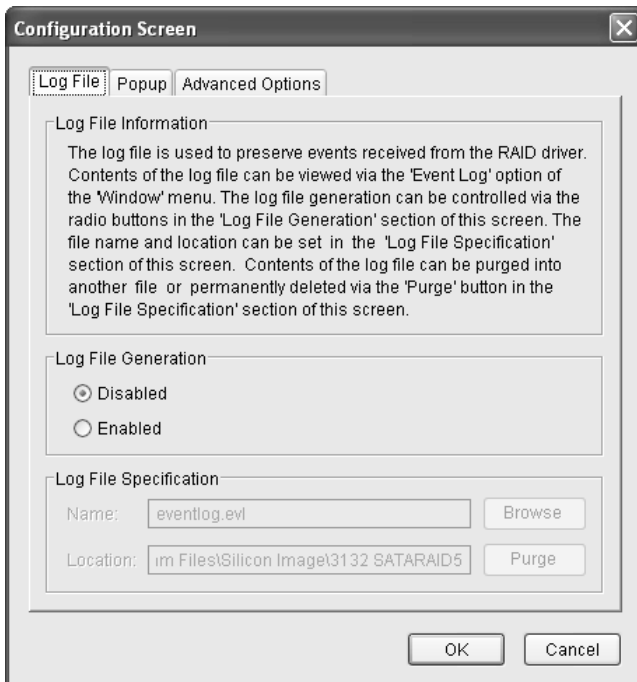 Configuration Screen
Log File Popup Advanced Options
Log File Information
The log file is used to preserve events received from the RAID driver.
Contents of the log file can be viewed via the 'Event Log' option of
the 'Window' menu. The log file generation can be controlled via the
radio buttons in the 'Log File Generation' section of this screen. The
file name and location can be set in the 'Log File Specification'
section of this screen. Contents of the log file can be purged into
another file or permanently deleted via the 'Purge' button in the
'Log File Specification' section of this screen.
Log File Generation
Disabled
Enabled
Log File Specification
Name: eventlog.evl Browse
Location: am Files\Silicon Image\3132 SATARAID5 Purge
OK Cancel